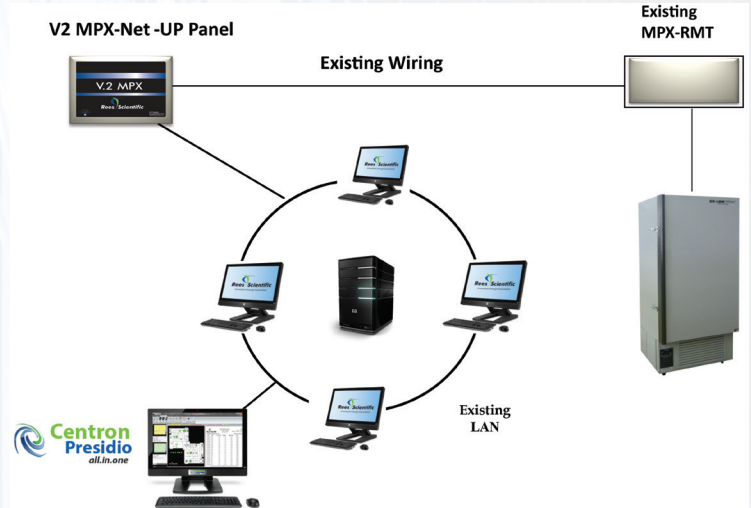 V2 MPX-Net -UP Panel
Existing
MPX-RMT
Existing Wiring
V.2 MPX
Rees Scientific
Rees Scientific
Rees Scientific
Rees Scientific
Rees Scientific
Existing
LAN
Centron
Presidio
all.in.one